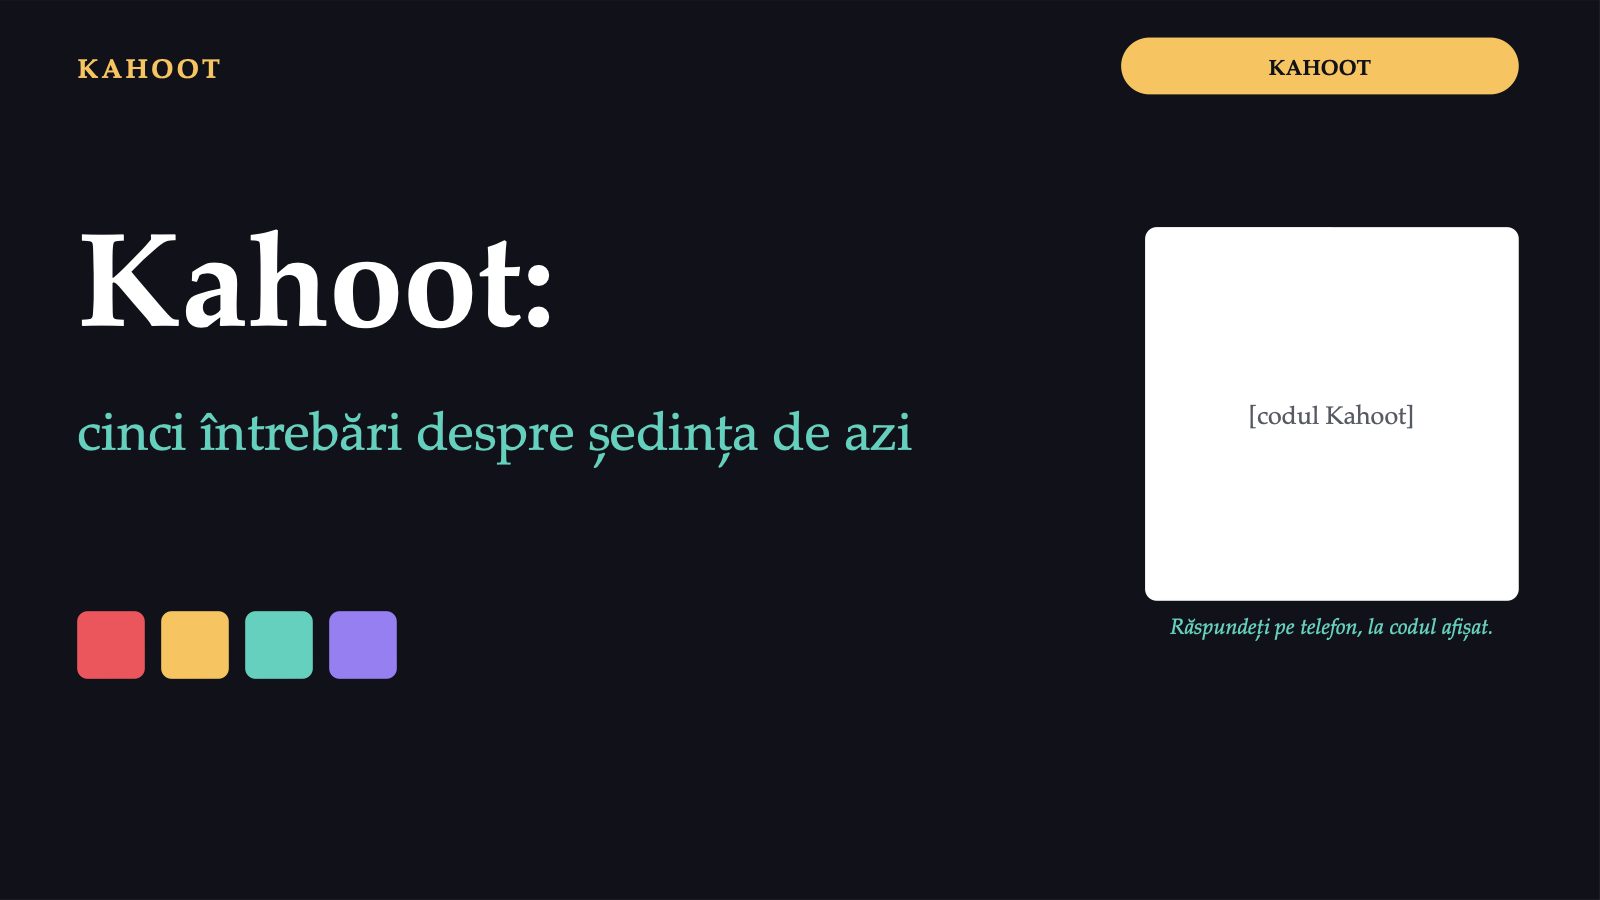 KAHOOT
KAHOOT
Kahoot:
cinci întrebări despre ședința de azi
[codul Kahoot]
Răspundeți pe telefon, la codul afișat.